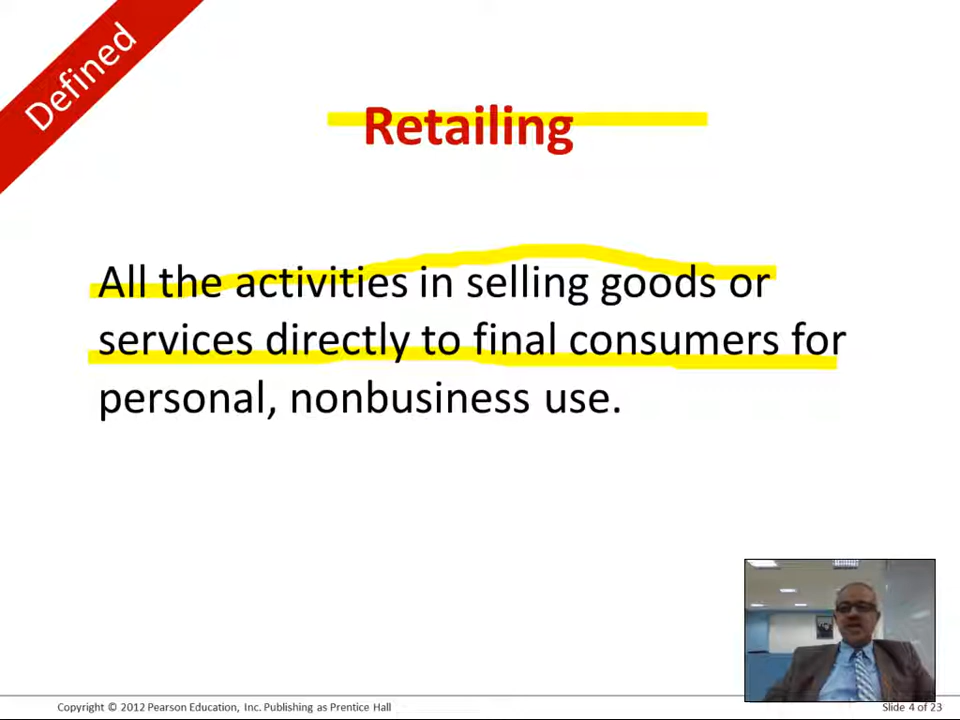 Defined
Retailing
All the activities in selling goods or
services directly to final consumers for
personal, nonbusiness use.
Copyright © 2012 Pearson Education, Inc. Publishing as Prentice Hall
Slide 4 of 23